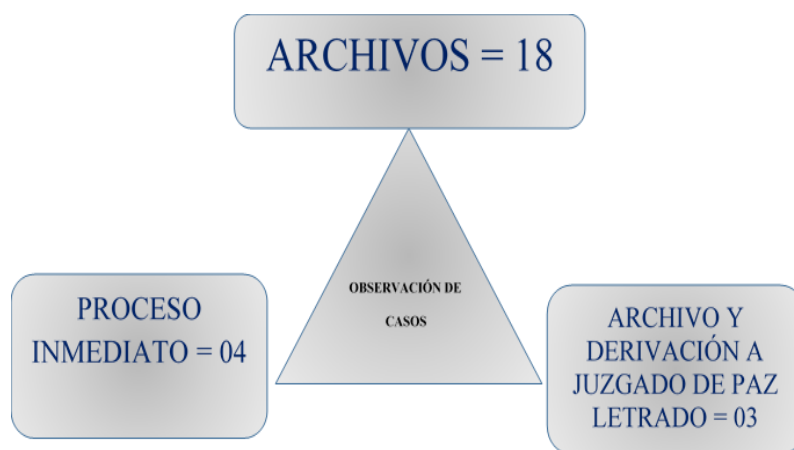 ARCHIVOS = 18
OBSERVACIÓN DE
CASOS
PROCESO
INMEDIATO = 04
ARCHIVO Y
DERIVACIÓN A
JUZGADO DE PAZ
LETRADO = 03